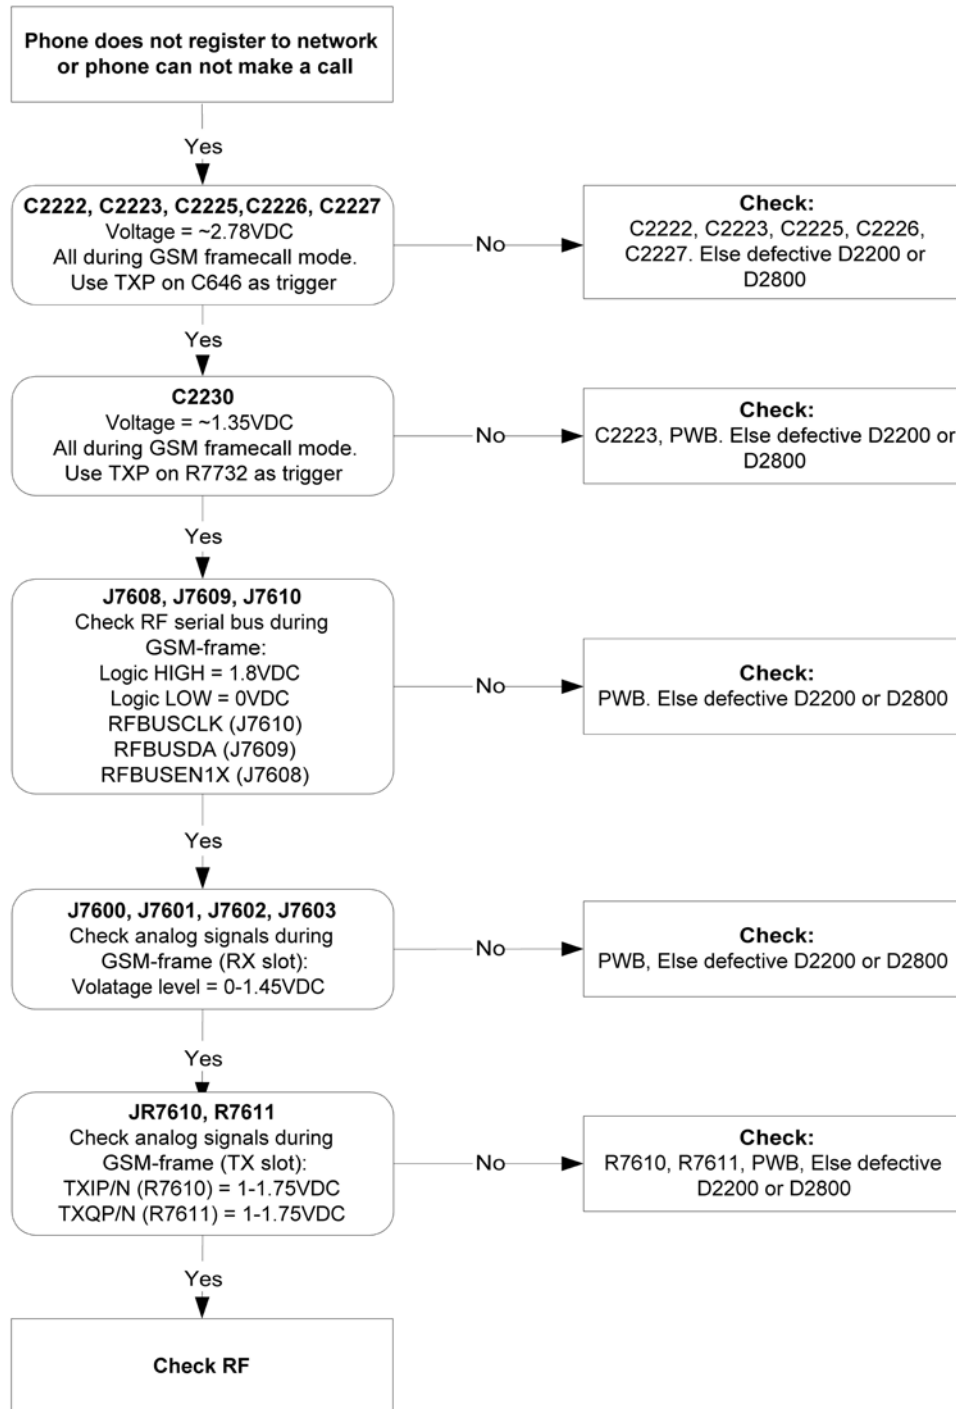 Phone does not register to network
or phone can not make a call
Yes
C2222, C2223, C2225,C2226, C2227
Voltage = ~2.78VDC
All during GSM framecall mode.
Use TXP on C646 as trigger
No
Check:
C2222, C2223, C2225, C2226,
C2227. Else defective D2200 or
D2800
Yes
C2230
Voltage = ~1.35VDC
All during GSM framecall mode.
Use TXP on R7732 as trigger
No
Check:
C2223, PWB. Else defective D2200 or
D2800
Yes
J7608, J7609, J7610
Check RF serial bus during
GSM-frame:
Logic HIGH = 1.8VDC
Logic LOW = 0VDC
RFBUSCLK (J7610)
RFBUSDA (J7609)
RFBUSEN1X (J7608)
No
Check:
PWB. Else defective D2200 or D2800
Yes
J7600, J7601, J7602, J7603
Check analog signals during
GSM-frame (RX slot):
Volatage level = 0-1.45VDC
No
Check:
PWB, Else defective D2200 or D2800
Yes
JR7610, R7611
Check analog signals during
GSM-frame (TX slot):
TXIP/N (R7610) = 1-1.75VDC
TXQP/N (R7611) = 1-1.75VDC
No
Check:
R7610, R7611, PWB, Else defective
D2200 or D2800
Yes
Check RF